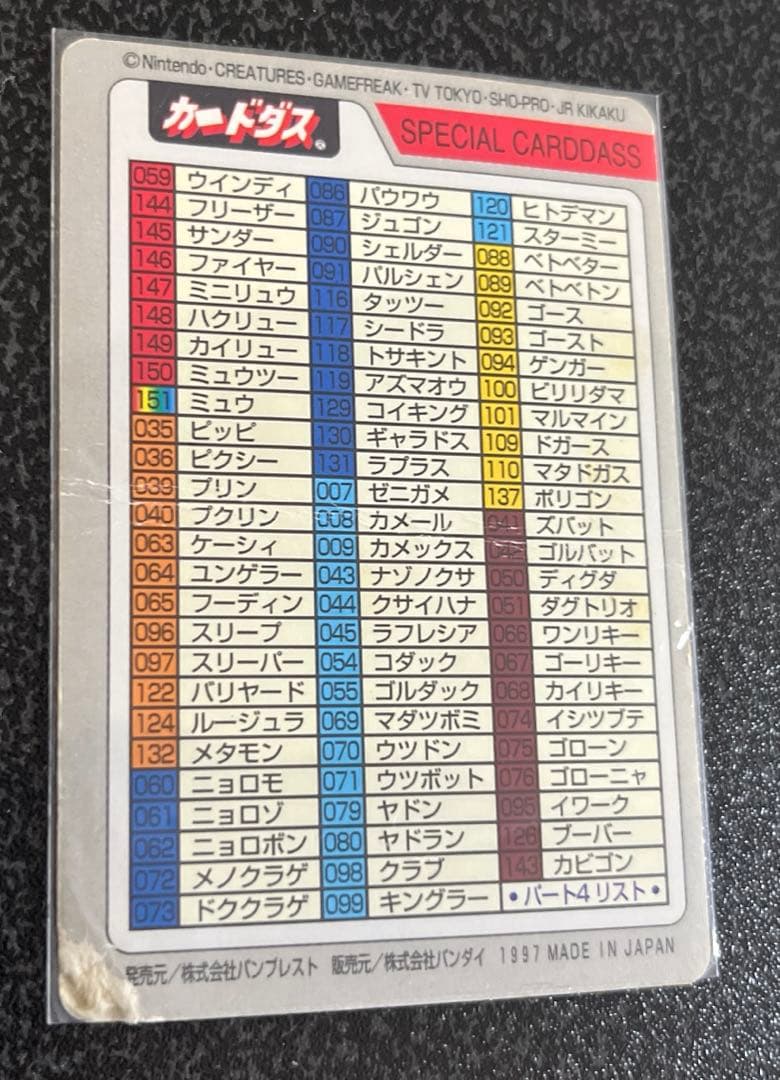 ©Nintendo・CREATURES・GAMEFREAK・TV TOKYO・SHO-PRO・JR KIKAKU
カードダス®
SPECIAL CARDDASS
059 ウインディ
144 フリーザー
145 サンダー
146 ファイヤー
147 ミニリュウ
148 ハクリュー
149 カイリュー
150 ミュウツー
151 ミュウ
035 ピッピ
036 ピクシー
039 プリン
040 プクリン
063 ケーシィ
064 ユンゲラー
065 フーディン
096 スリープ
097 スリーパー
122 バリヤード
124 ルージュラ
132 メタモン
060 ニョロモ
061 ニョロゾ
062 ニョロボン
072 メノクラゲ
073 ドククラゲ
086 パウワウ
087 ジュゴン
090 シェルダー
091 パルシェン
116 タッツー
117 シードラ
118 トサキント
119 アズマオウ
129 コイキング
130 ギャラドス
131 ラプラス
007 ゼニガメ
008 カメール
009 カメックス
043 ナゾノクサ
044 クサイハナ
045 ラフレシア
054 コダック
055 ゴルダック
069 マダツボミ
070 ウツドン
071 ウツボット
079 ヤドン
080 ヤドラン
098 クラブ
099 キングラー
120 ヒトデマン
121 スターミー
088 ベトベター
089 ベトベトン
092 ゴース
093 ゴースト
094 ゲンガー
100 ビリリダマ
101 マルマイン
109 ドガース
110 マタドガス
137 ポリゴン
041 ズバット
042 ゴルバット
050 ディグダ
051 ダグトリオ
066 ワンリキー
067 ゴーリキー
068 カイリキー
074 イシツブテ
075 ゴローン
076 ゴローニャ
095 イワーク
126 ブーバー
143 カビゴン
・パート4リスト・
発売元/株式会社バンプレスト 販売元/株式会社バンダイ 1997 MADE IN JAPAN